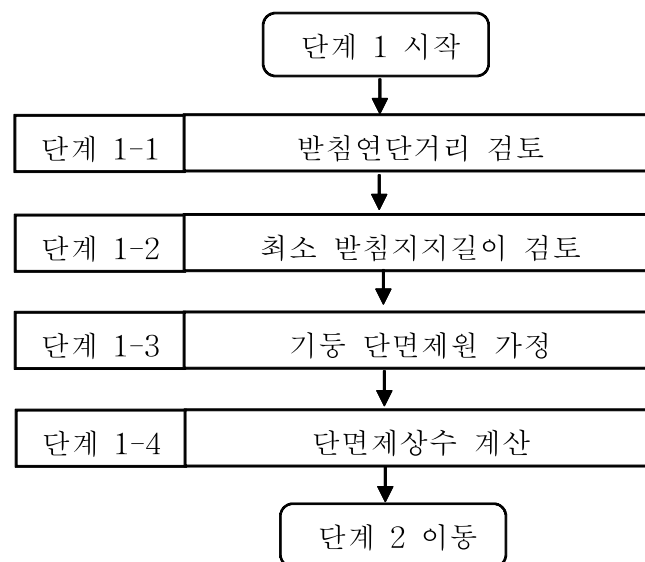 단계 1 시작
단계 1-1 받침연단거리 검토
단계 1-2 최소 받침지지길이 검토
단계 1-3 기둥 단면제원 가정
단계 1-4 단면제상수 계산
단계 2 이동